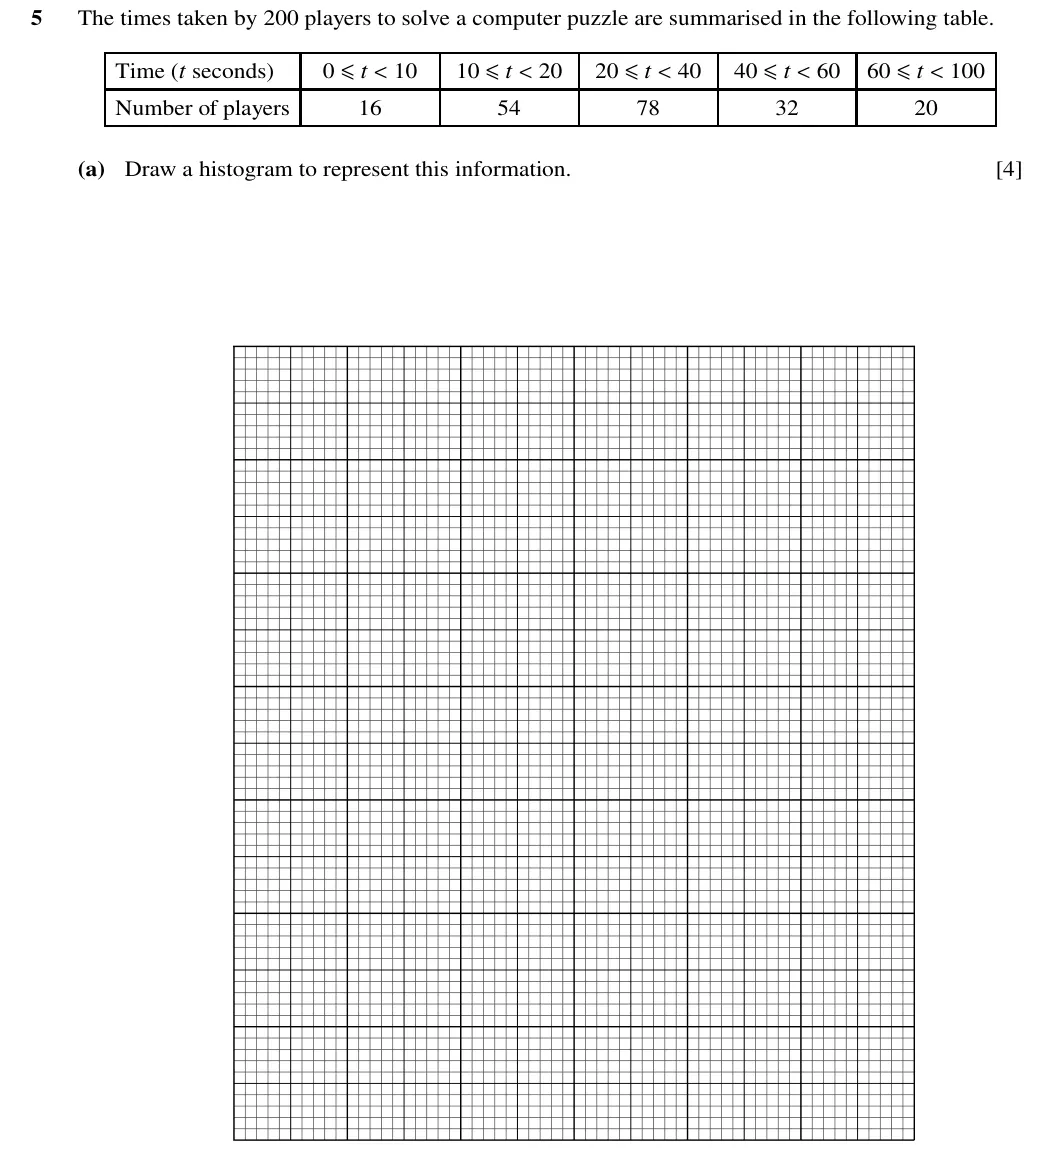 5 The times taken by 200 players to solve a computer puzzle are summarised in the following table.
Time (t seconds) 0 ⩽ t < 10 10 ⩽ t < 20 20 ⩽ t < 40 40 ⩽ t < 60 60 ⩽ t < 100
Number of players 16 54 78 32 20
(a) Draw a histogram to represent this information. [4]